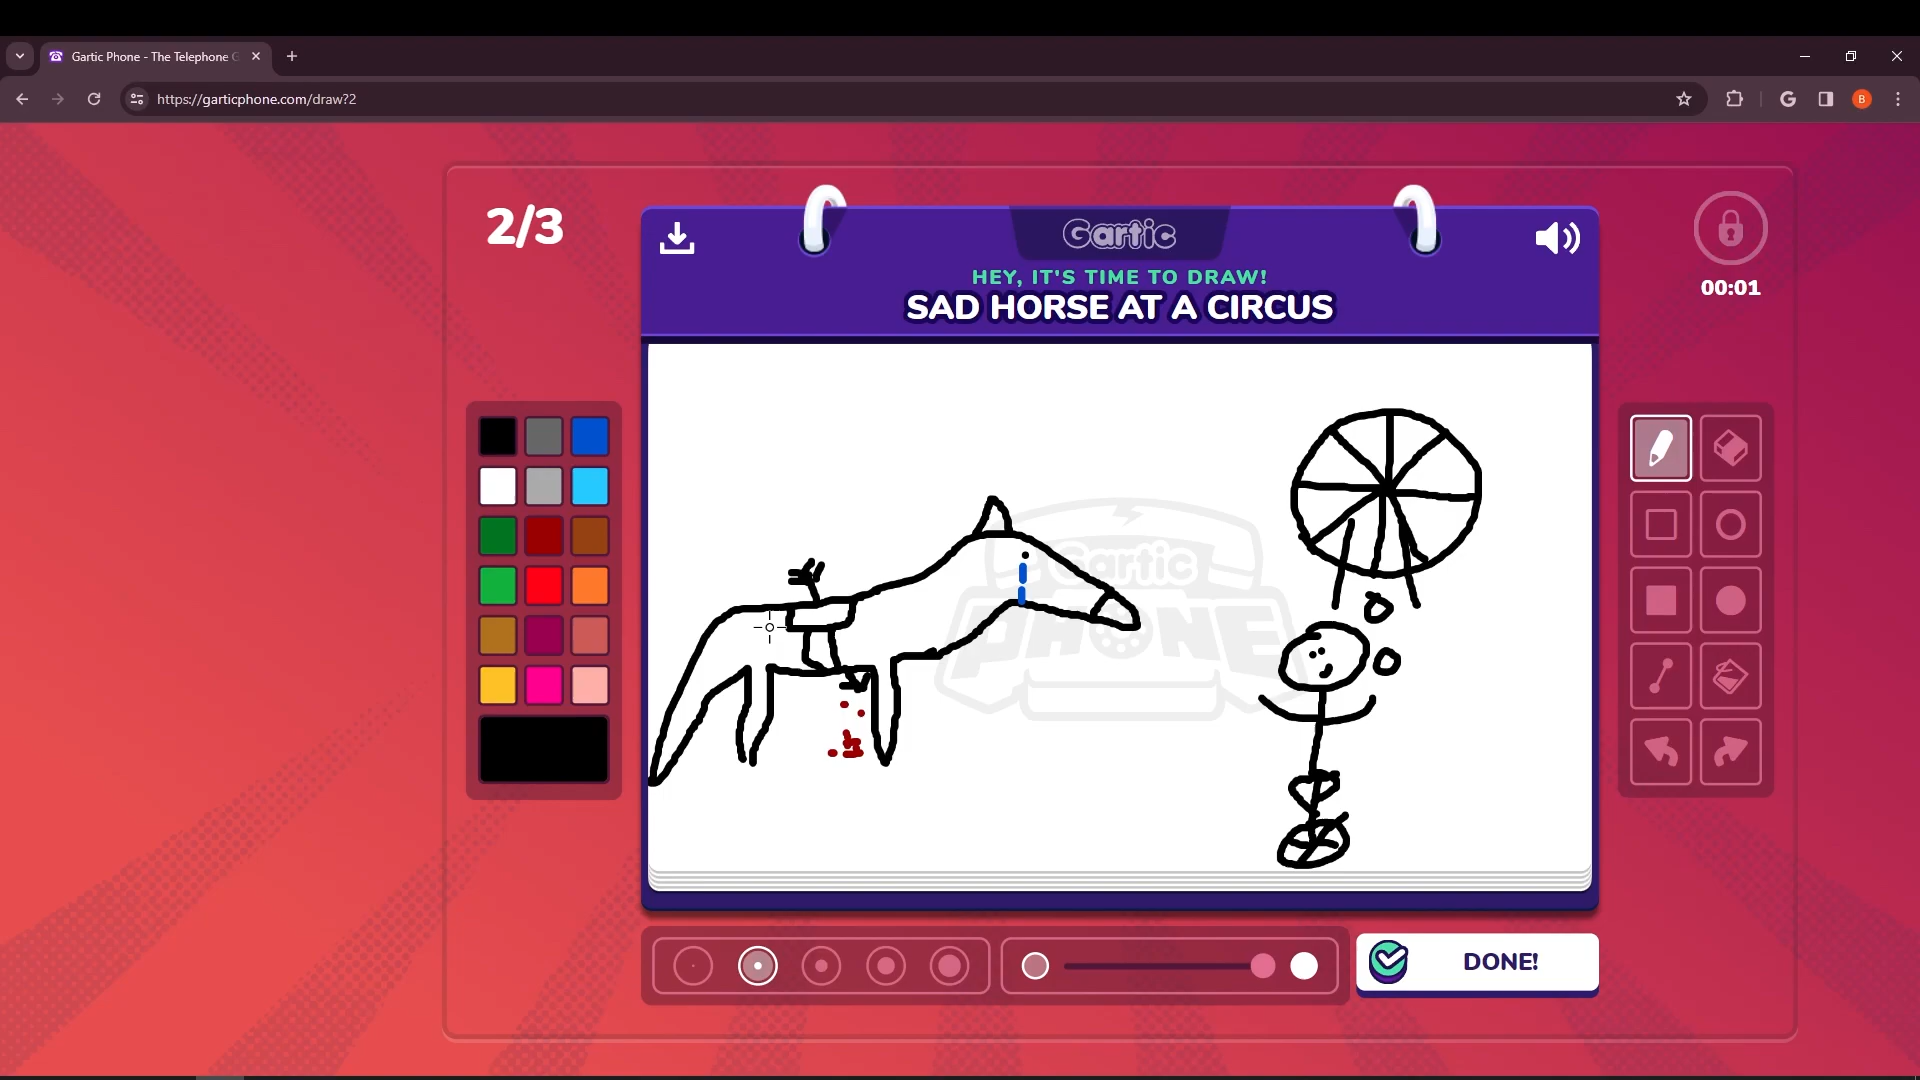 Gartic Phone - The Telephone G
https://garticphone.com/draw?2
B
2/3
Gartic
00:01
HEY, IT'S TIME TO DRAW!
SAD HORSE AT A CIRCUS
Gartic
PHONE
DONE!